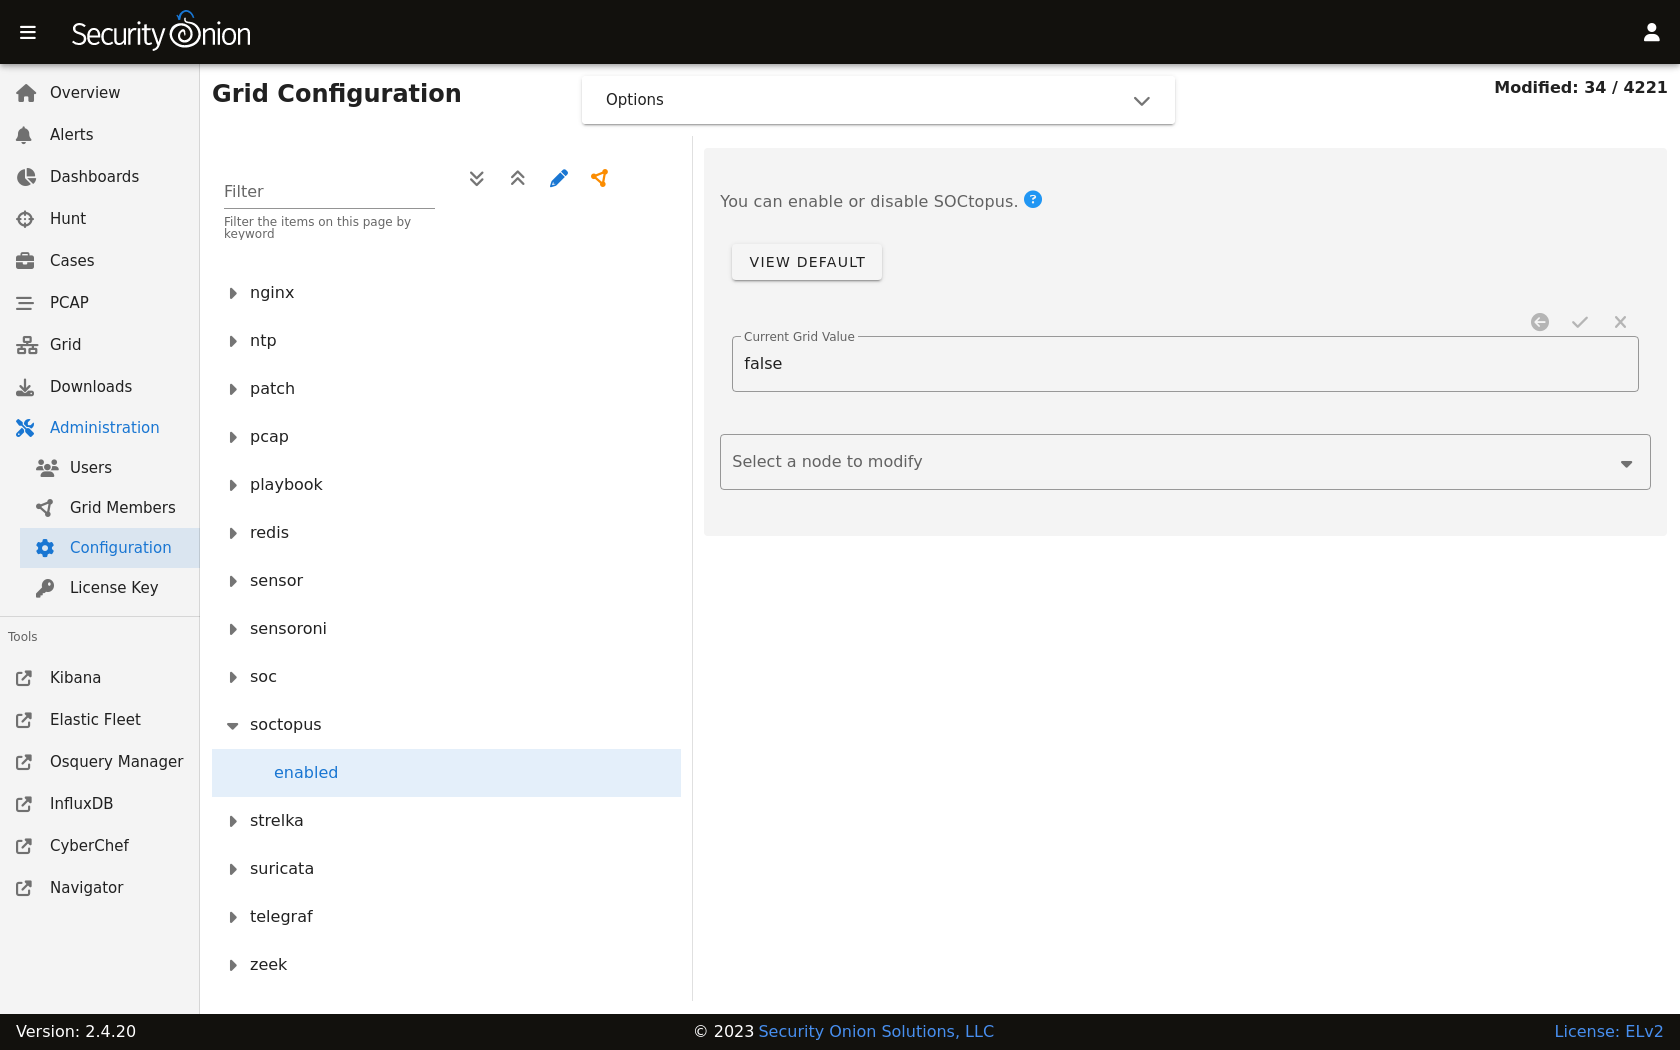 Security Onion
Overview
Alerts
Dashboards
Hunt
Cases
PCAP
Grid
Downloads
Administration
Users
Grid Members
Configuration
License Key
Tools
Kibana
Elastic Fleet
Osquery Manager
InfluxDB
CyberChef
Navigator
Grid Configuration
Options
Modified: 34 / 4221
Filter
Filter the items on this page by
keyword
nginx
ntp
patch
pcap
playbook
redis
sensor
sensoroni
soc
soctopus
enabled
strelka
suricata
telegraf
zeek
You can enable or disable SOCtopus. ?
VIEW DEFAULT
Current Grid Value
false
Select a node to modify
Version: 2.4.20
© 2023 Security Onion Solutions, LLC
License: ELv2